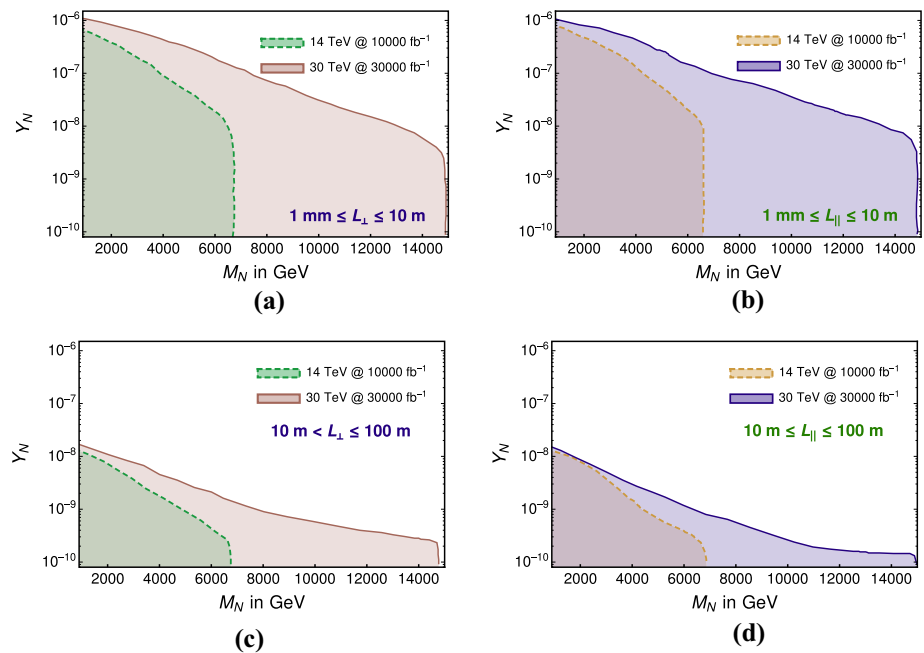 10⁻⁶
10⁻⁷
10⁻⁸
10⁻⁹
10⁻¹⁰
Y_N
14 TeV @ 10000 fb⁻¹
30 TeV @ 30000 fb⁻¹
1 mm ≤ L⊥ ≤ 10 m
2000 4000 6000 8000 10000 12000 14000
M_N in GeV
(a)
10⁻⁶
10⁻⁷
10⁻⁸
10⁻⁹
10⁻¹⁰
Y_N
14 TeV @ 10000 fb⁻¹
30 TeV @ 30000 fb⁻¹
1 mm ≤ L|| ≤ 10 m
2000 4000 6000 8000 10000 12000 14000
M_N in GeV
(b)
10⁻⁶
10⁻⁷
10⁻⁸
10⁻⁹
10⁻¹⁰
Y_N
14 TeV @ 10000 fb⁻¹
30 TeV @ 30000 fb⁻¹
10 m < L⊥ ≤ 100 m
2000 4000 6000 8000 10000 12000 14000
M_N in GeV
(c)
10⁻⁶
10⁻⁷
10⁻⁸
10⁻⁹
10⁻¹⁰
Y_N
14 TeV @ 10000 fb⁻¹
30 TeV @ 30000 fb⁻¹
10 m ≤ L|| ≤ 100 m
2000 4000 6000 8000 10000 12000 14000
M_N in GeV
(d)